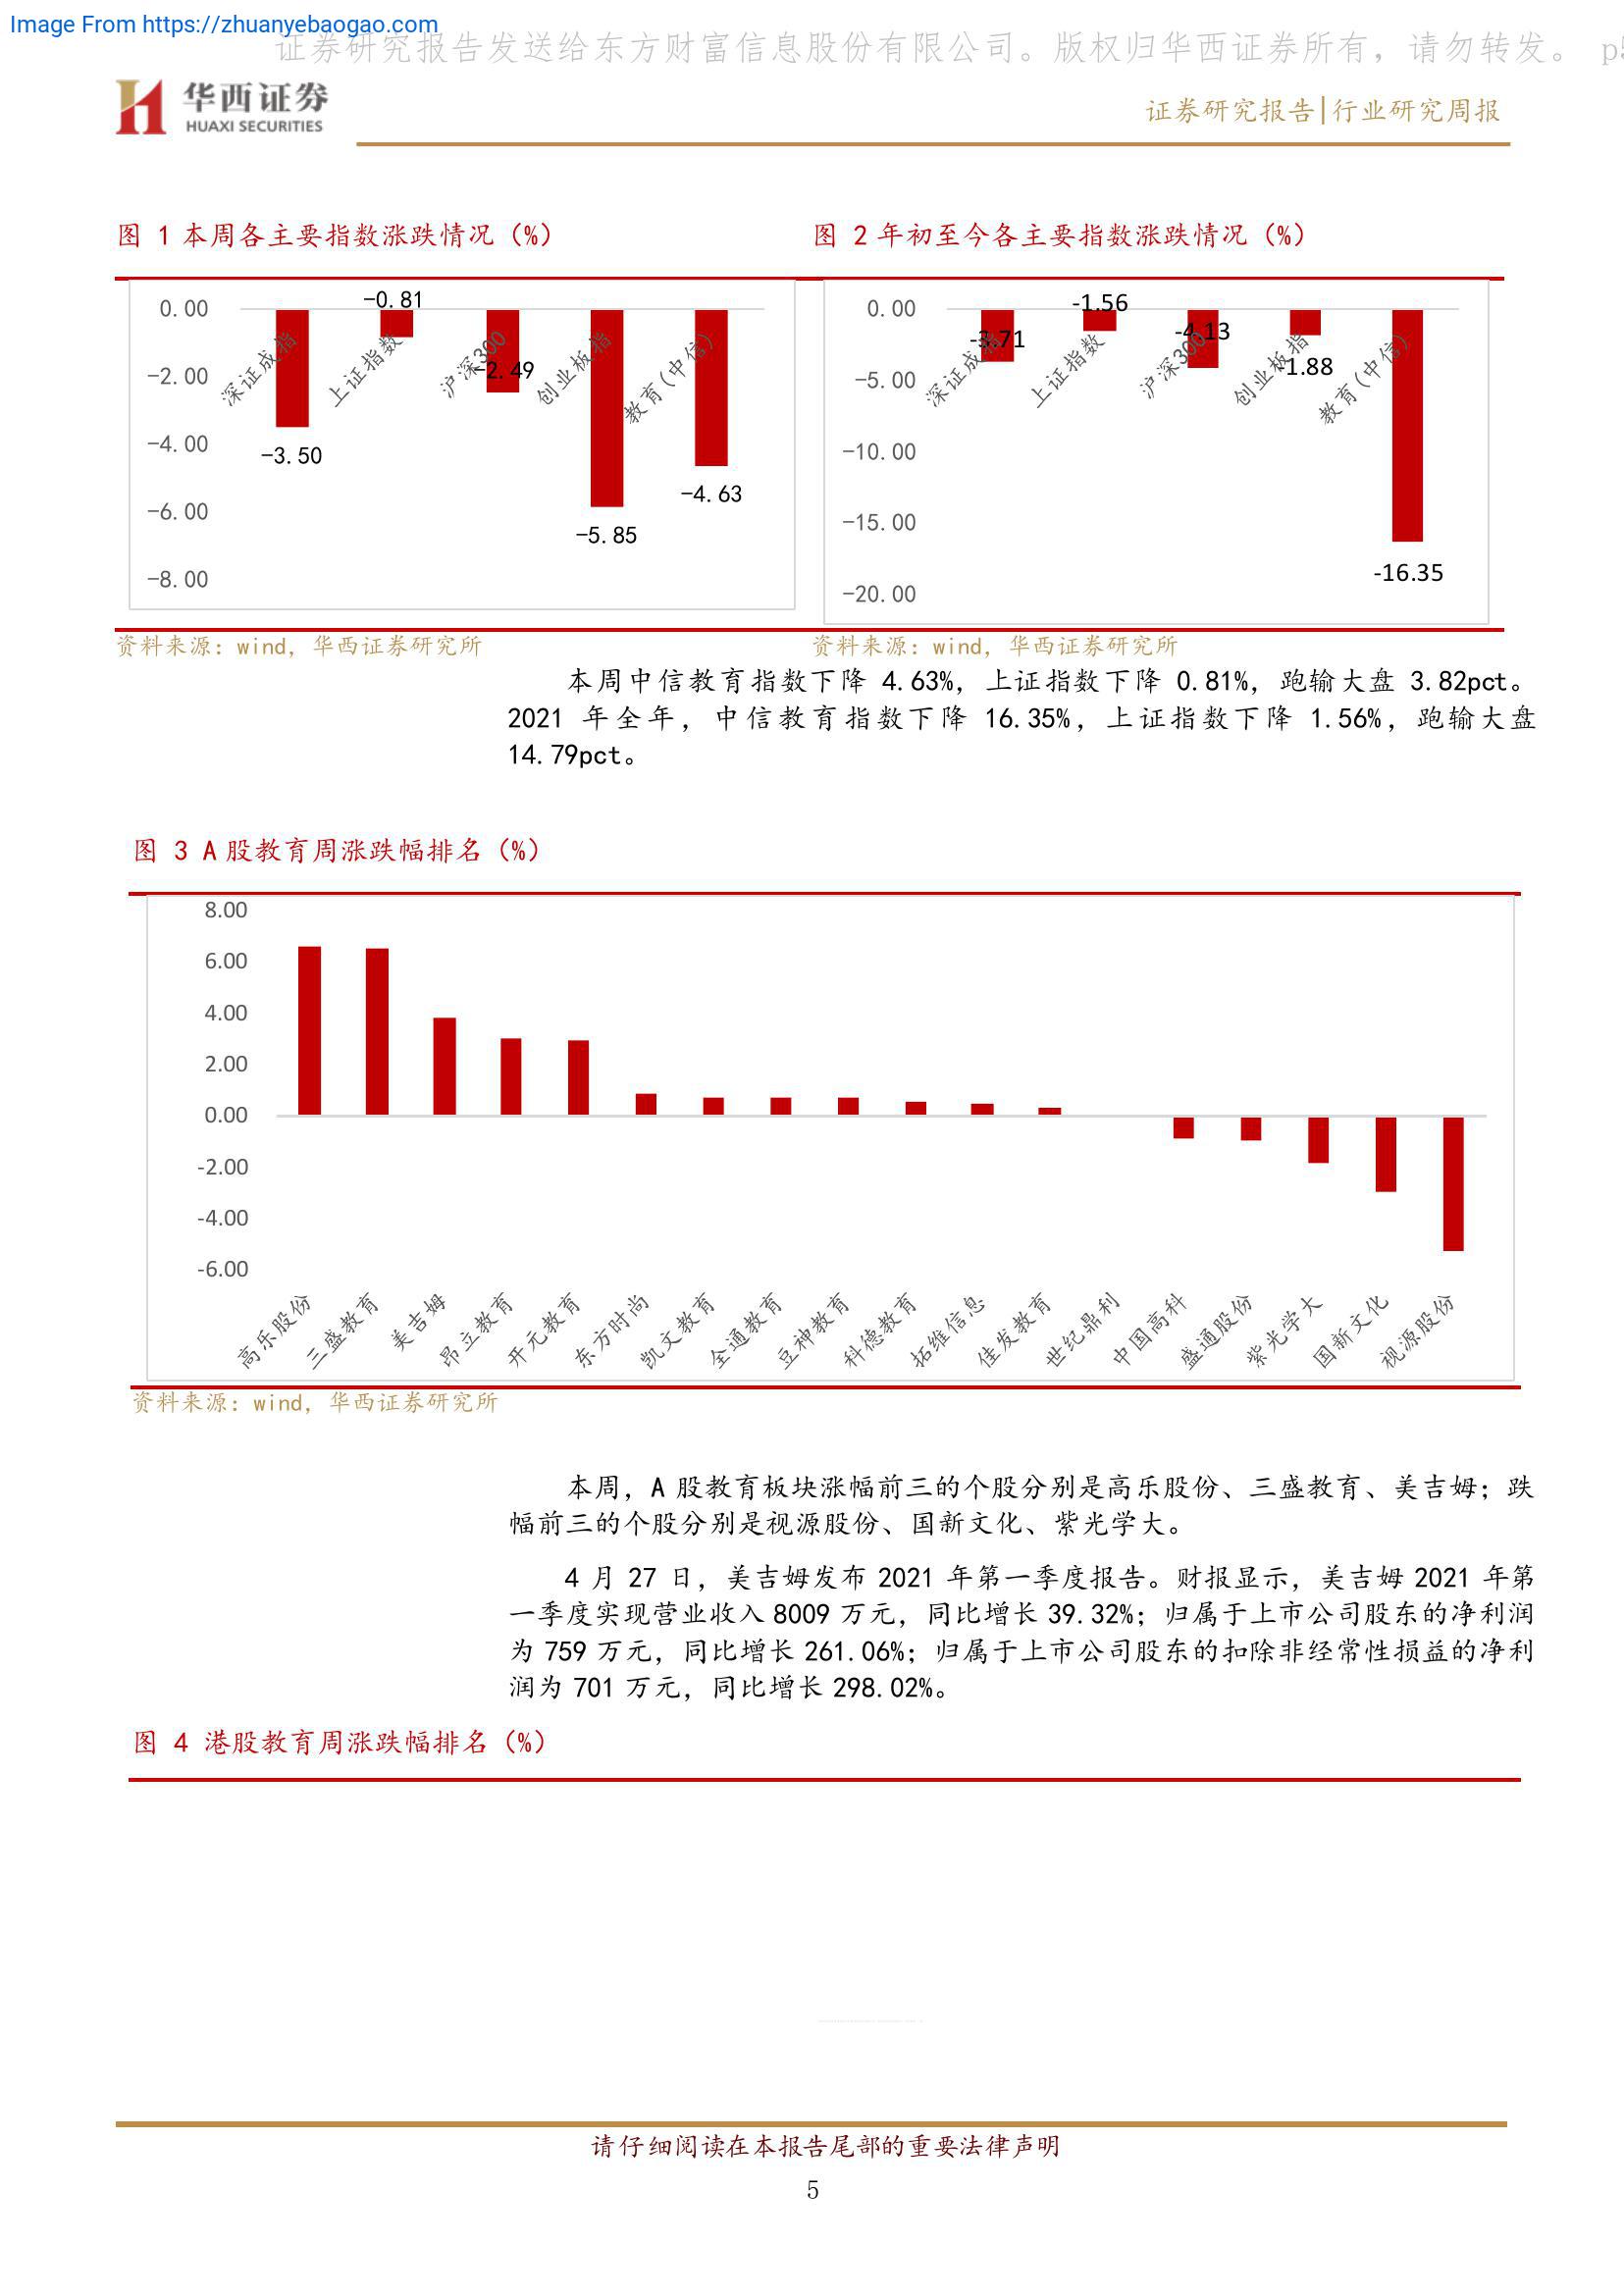 Image From https://zhuanyebaogao.com
证券研究报告发送给东方财富信息股份有限公司。版权归华西证券所有，请勿转发。 p5
华西证券
HUAXI SECURITIES
证券研究报告|行业研究周报
图 1 本周各主要指数涨跌情况（%）
图 2 年初至今各主要指数涨跌情况（%）
0.00
-2.00
-4.00
-6.00
-8.00
深证成指
上证指数
沪深300
创业板指
教育(中信)
-3.50
-0.81
-2.49
-5.85
-4.63
0.00
-5.00
-10.00
-15.00
-20.00
深证成指
上证指数
沪深300
创业板指
教育(中信)
-3.71
-1.56
-4.13
-1.88
-16.35
资料来源：wind，华西证券研究所
资料来源：wind，华西证券研究所
本周中信教育指数下降 4.63%，上证指数下降 0.81%，跑输大盘 3.82pct。
2021 年全年，中信教育指数下降 16.35%，上证指数下降 1.56%，跑输大盘
14.79pct。
图 3 A 股教育周涨跌幅排名（%）
8.00
6.00
4.00
2.00
0.00
-2.00
-4.00
-6.00
高乐股份
三盛教育
美吉姆
昂立教育
开元教育
东方时尚
凯文教育
全通教育
豆神教育
科德教育
拓维信息
佳发教育
世纪鼎利
中国高科
盛通股份
紫光学大
国新文化
视源股份
资料来源：wind，华西证券研究所
本周，A 股教育板块涨幅前三的个股分别是高乐股份、三盛教育、美吉姆；跌
幅前三的个股分别是视源股份、国新文化、紫光学大。
4 月 27 日，美吉姆发布 2021 年第一季度报告。财报显示，美吉姆 2021 年第
一季度实现营业收入 8009 万元，同比增长 39.32%；归属于上市公司股东的净利润
为 759 万元，同比增长 261.06%；归属于上市公司股东的扣除非经常性损益的净利
润为 701 万元，同比增长 298.02%。
图 4 港股教育周涨跌幅排名（%）
请仔细阅读在本报告尾部的重要法律声明
5